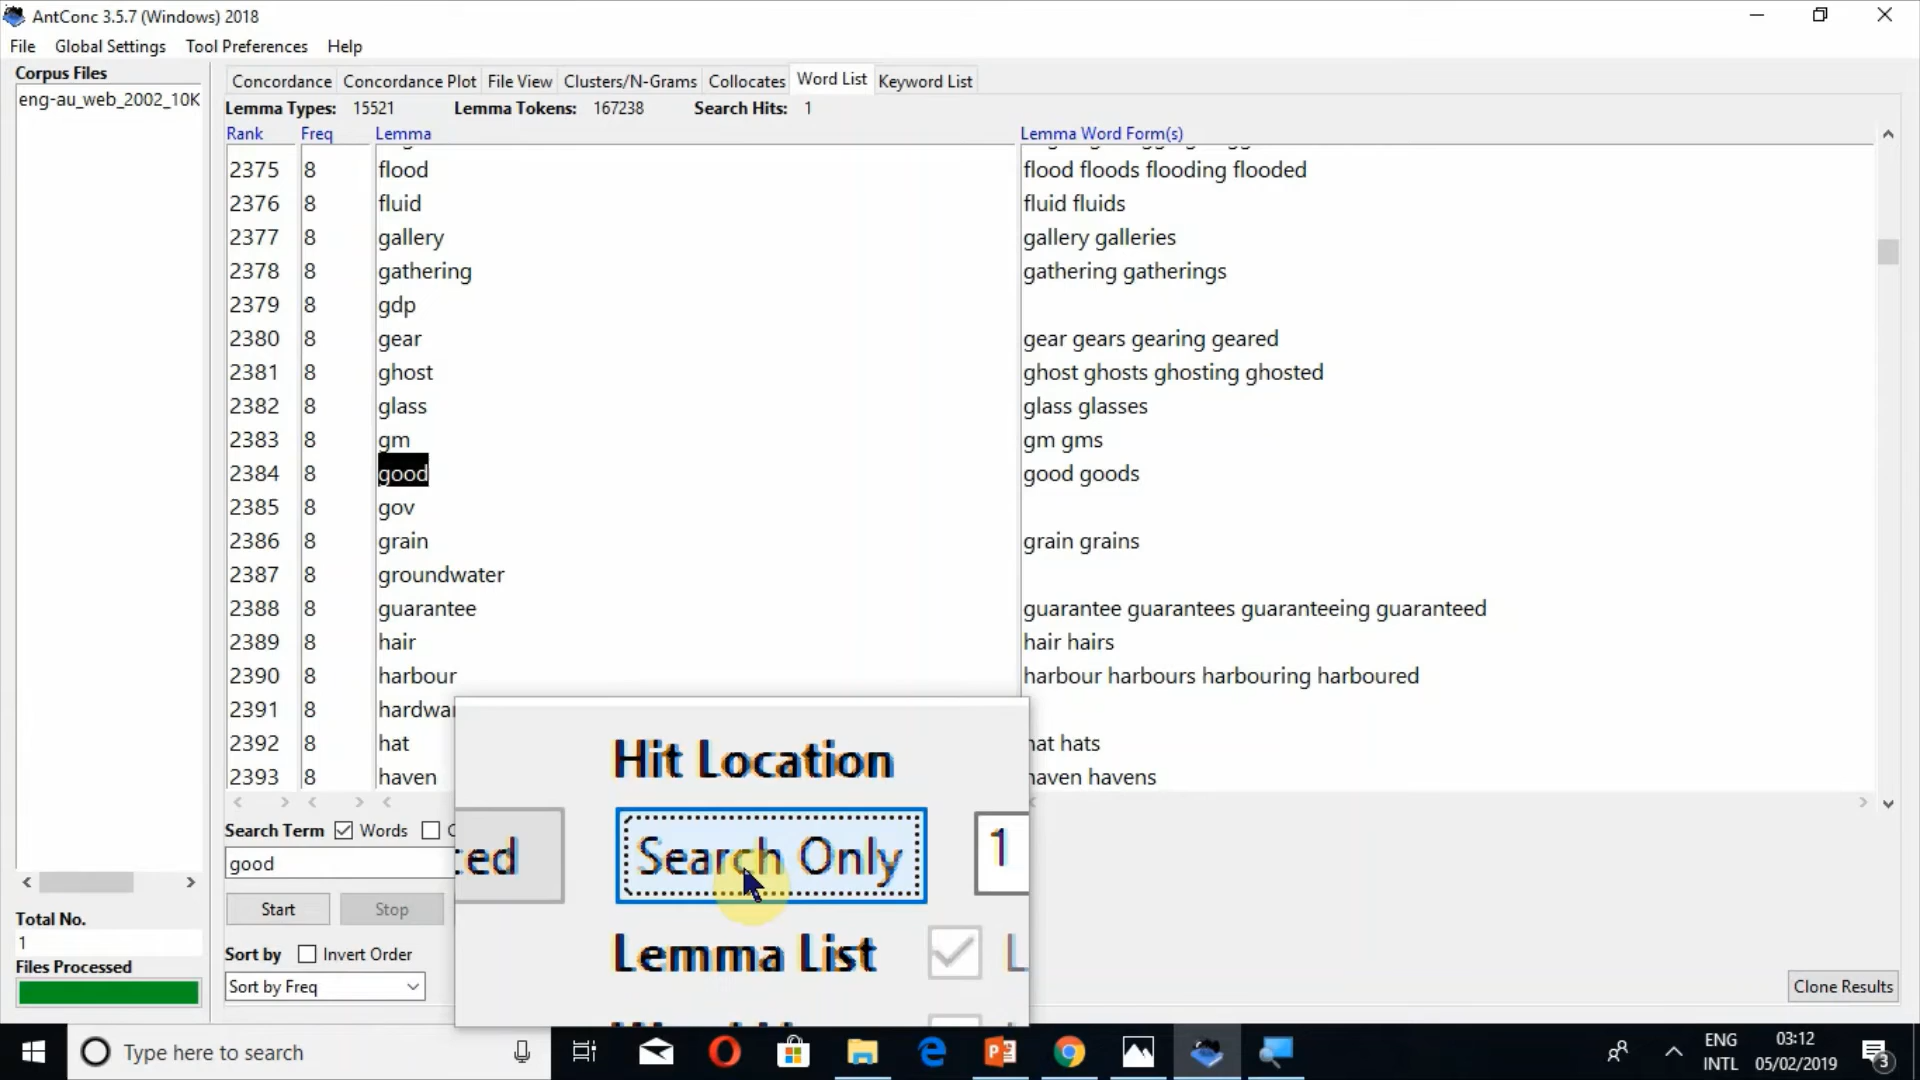 AntConc 3.5.7 (Windows) 2018
File Global Settings Tool Preferences Help
Corpus Files
eng-au_web_2002_10K
Concordance Concordance Plot File View Clusters/N-Grams Collocates Word List Keyword List
Lemma Types: 15521 Lemma Tokens: 167238 Search Hits: 1
Rank Freq Lemma Lemma Word Form(s)
2375 8 flood flood floods flooding flooded
2376 8 fluid fluid fluids
2377 8 gallery gallery galleries
2378 8 gathering gathering gatherings
2379 8 gdp
2380 8 gear gear gears gearing geared
2381 8 ghost ghost ghosts ghosting ghosted
2382 8 glass glass glasses
2383 8 gm gm gms
2384 8 good good goods
2385 8 gov
2386 8 grain grain grains
2387 8 groundwater
2388 8 guarantee guarantee guarantees guaranteeing guaranteed
2389 8 hair hair hairs
2390 8 harbour harbour harbours harbouring harboured
2391 8 hardwa
2392 8 hat hat hats
2393 8 haven haven havens
Search Term Words
good
Start Stop
Sort by Invert Order
Sort by Freq
Hit Location
Search Only 1
Lemma List
Total No.
1
Files Processed
Clone Results
Type here to search
ENG
INTL
03:12
05/02/2019
3